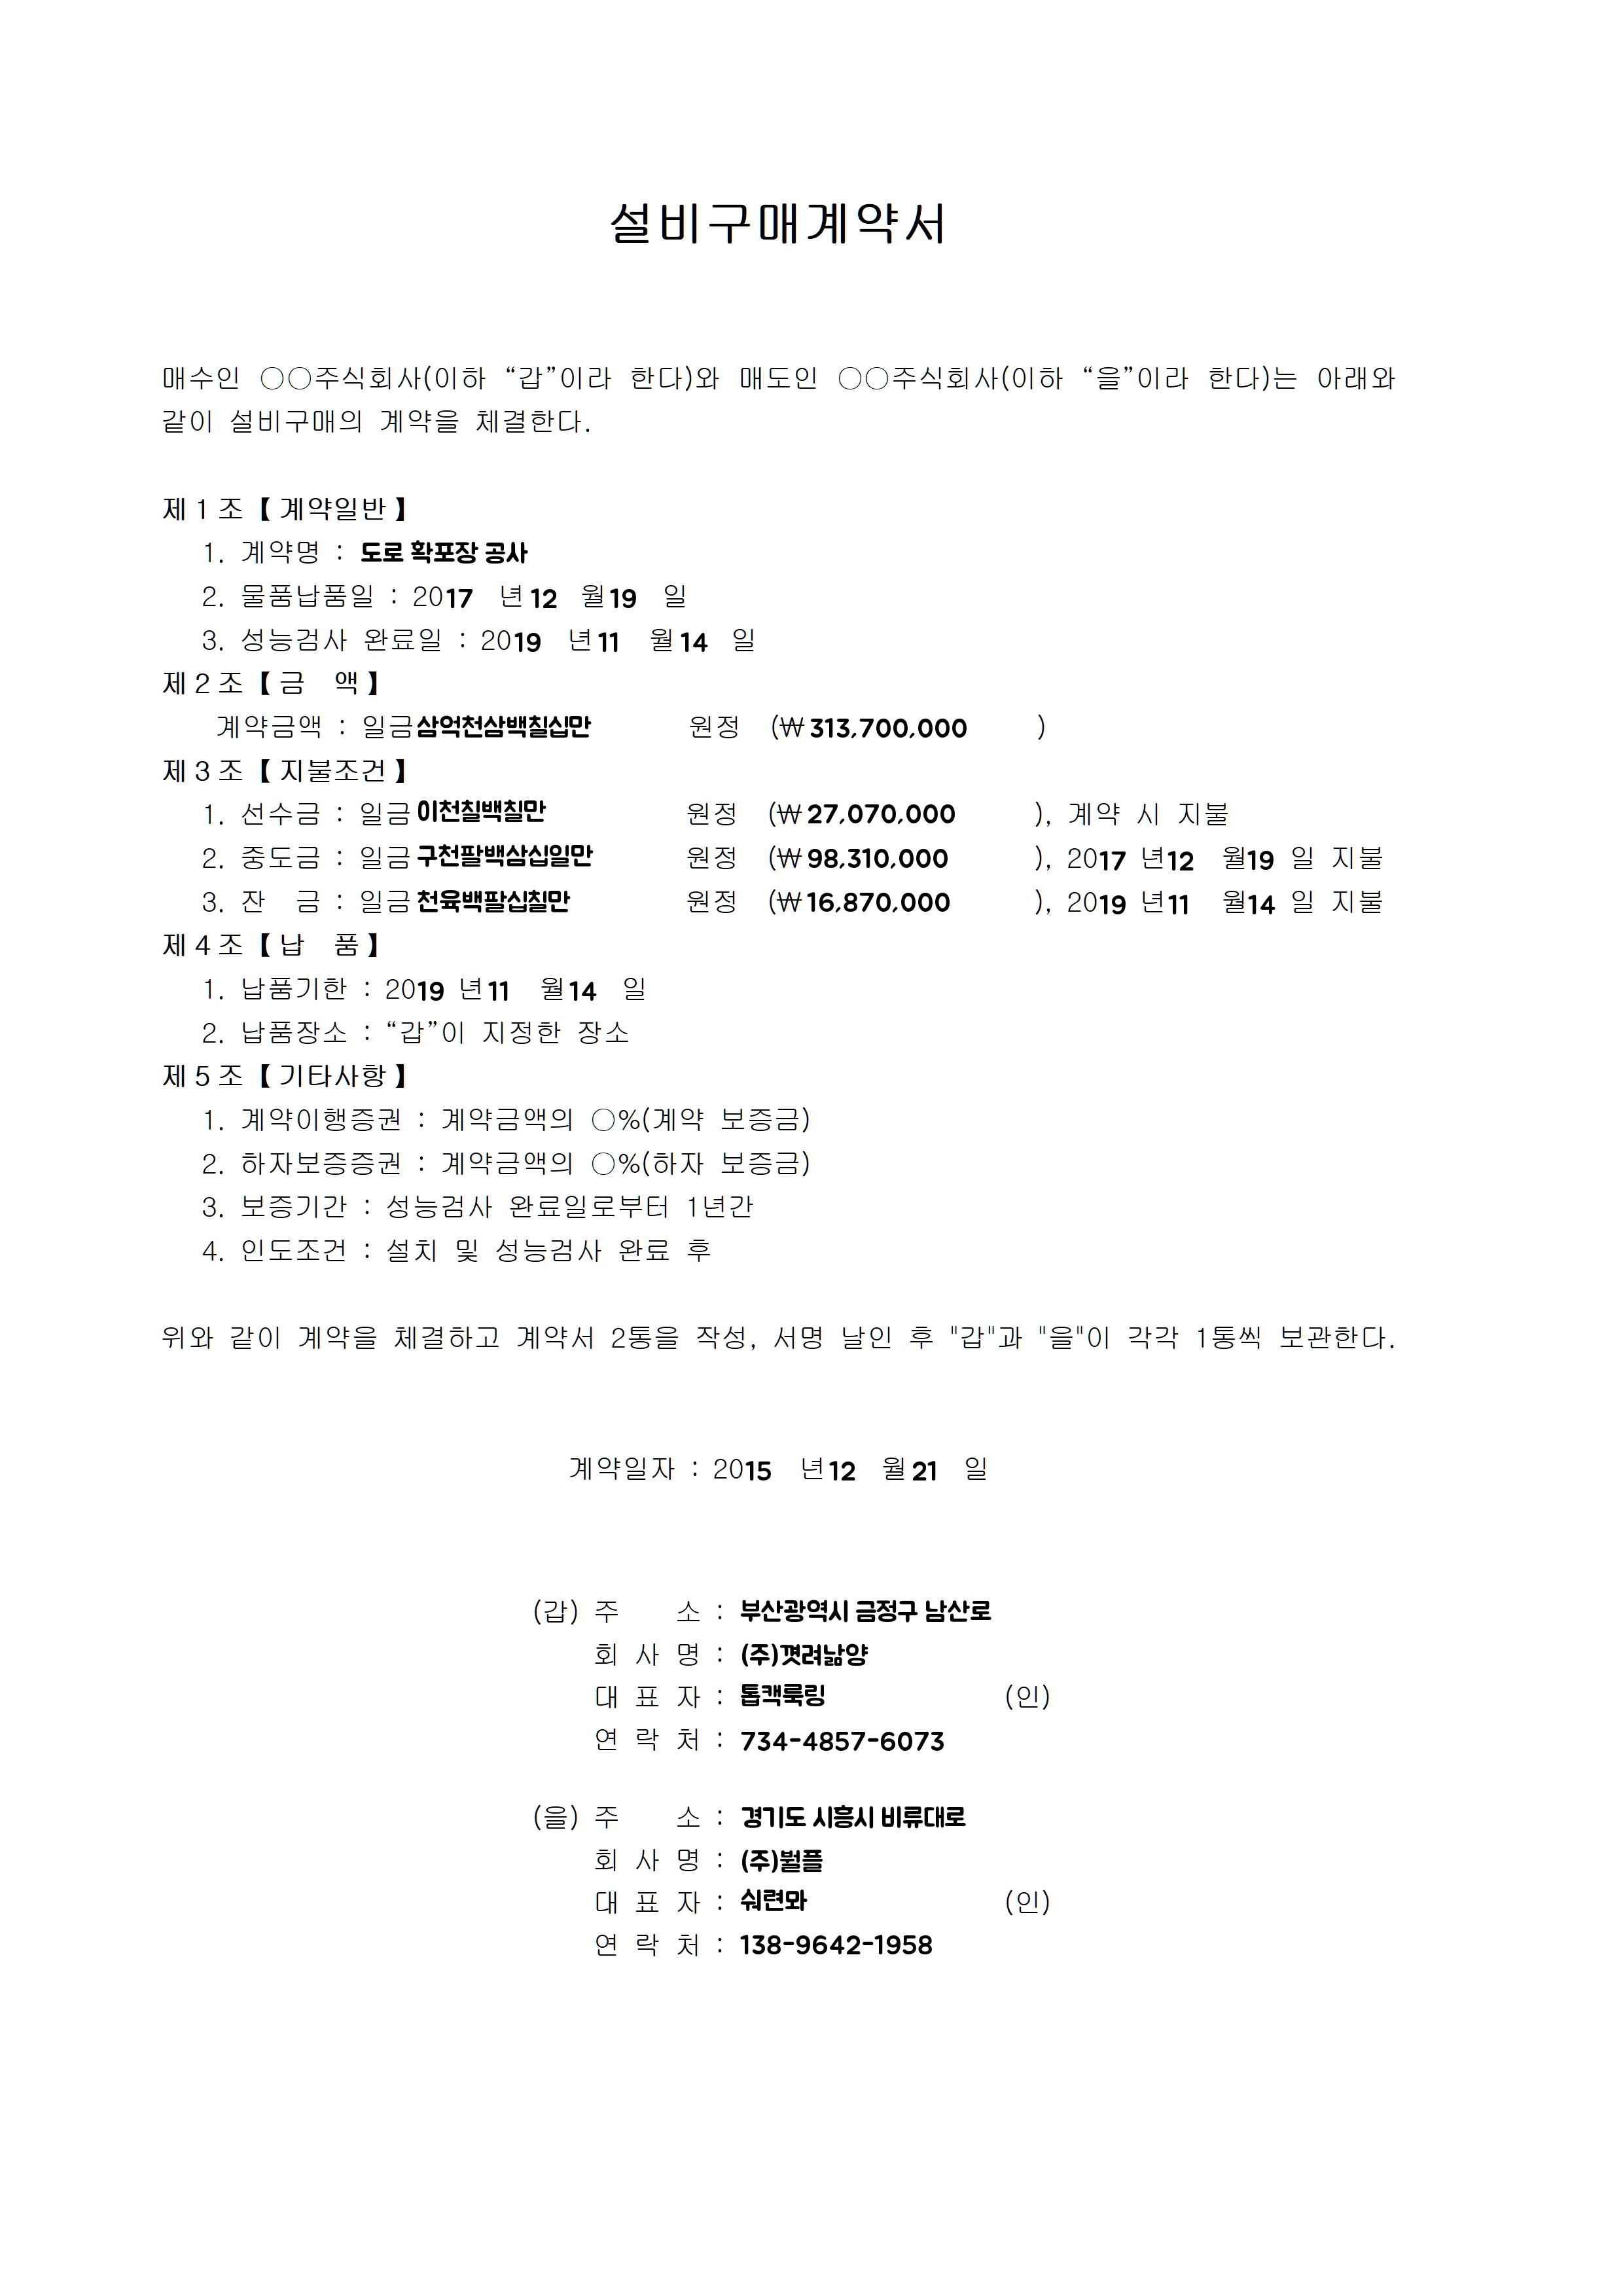 설비구매계약서
매수인 ○○주식회사(이하 “갑”이라 한다)와 매도인 ○○주식회사(이하 “을”이라 한다)는 아래와
같이 설비구매의 계약을 체결한다.
제 1 조 【 계약일반 】
1. 계약명 : 도로 확포장 공사
2. 물품납품일 : 2017 년 12 월 19 일
3. 성능검사 완료일 : 2019 년 11 월 14 일
제 2 조 【 금 액 】
계약금액 : 일금 삼억천삼백칠십만 원정 (₩ 313,700,000 )
제 3 조 【 지불조건 】
1. 선수금 : 일금 이천칠백칠만 원정 (₩ 27,070,000 ), 계약 시 지불
2. 중도금 : 일금 구천팔백삼십일만 원정 (₩ 98,310,000 ), 2017 년 12 월 19 일 지불
3. 잔 금 : 일금 천육백팔십칠만 원정 (₩ 16,870,000 ), 2019 년 11 월 14 일 지불
제 4 조 【 납 품 】
1. 납품기한 : 2019 년 11 월 14 일
2. 납품장소 : “갑”이 지정한 장소
제 5 조 【 기타사항 】
1. 계약이행증권 : 계약금액의 ○%(계약 보증금)
2. 하자보증증권 : 계약금액의 ○%(하자 보증금)
3. 보증기간 : 성능검사 완료일로부터 1년간
4. 인도조건 : 설치 및 성능검사 완료 후
위와 같이 계약을 체결하고 계약서 2통을 작성, 서명 날인 후 "갑"과 "을"이 각각 1통씩 보관한다.
계약일자 : 2015 년 12 월 21 일
(갑) 주 소 : 부산광역시 금정구 남산로
회 사 명 :
대 표 자 : 톱캑룩링 (인)
연 락 처 : 734-4857-6073
(을) 주 소 : 경기도 시흥시 비류대로
회 사 명 : (주)뷀플
대 표 자 : 쉬련와 (인)
연 락 처 : 138-9642-1958